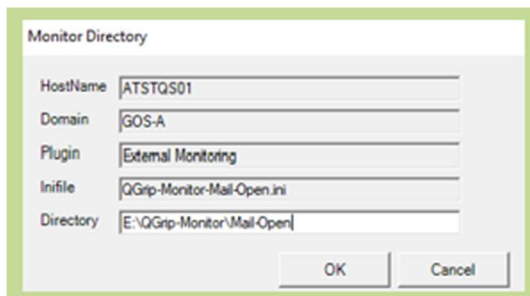 Monitor Directory
HostName ATSTQS01
Domain GOS-A
Plugin External Monitoring
Inifile QGrip-Monitor-Mail-Open.ini
Directory E:\QGrip-Monitor\Mail-Open
OK Cancel